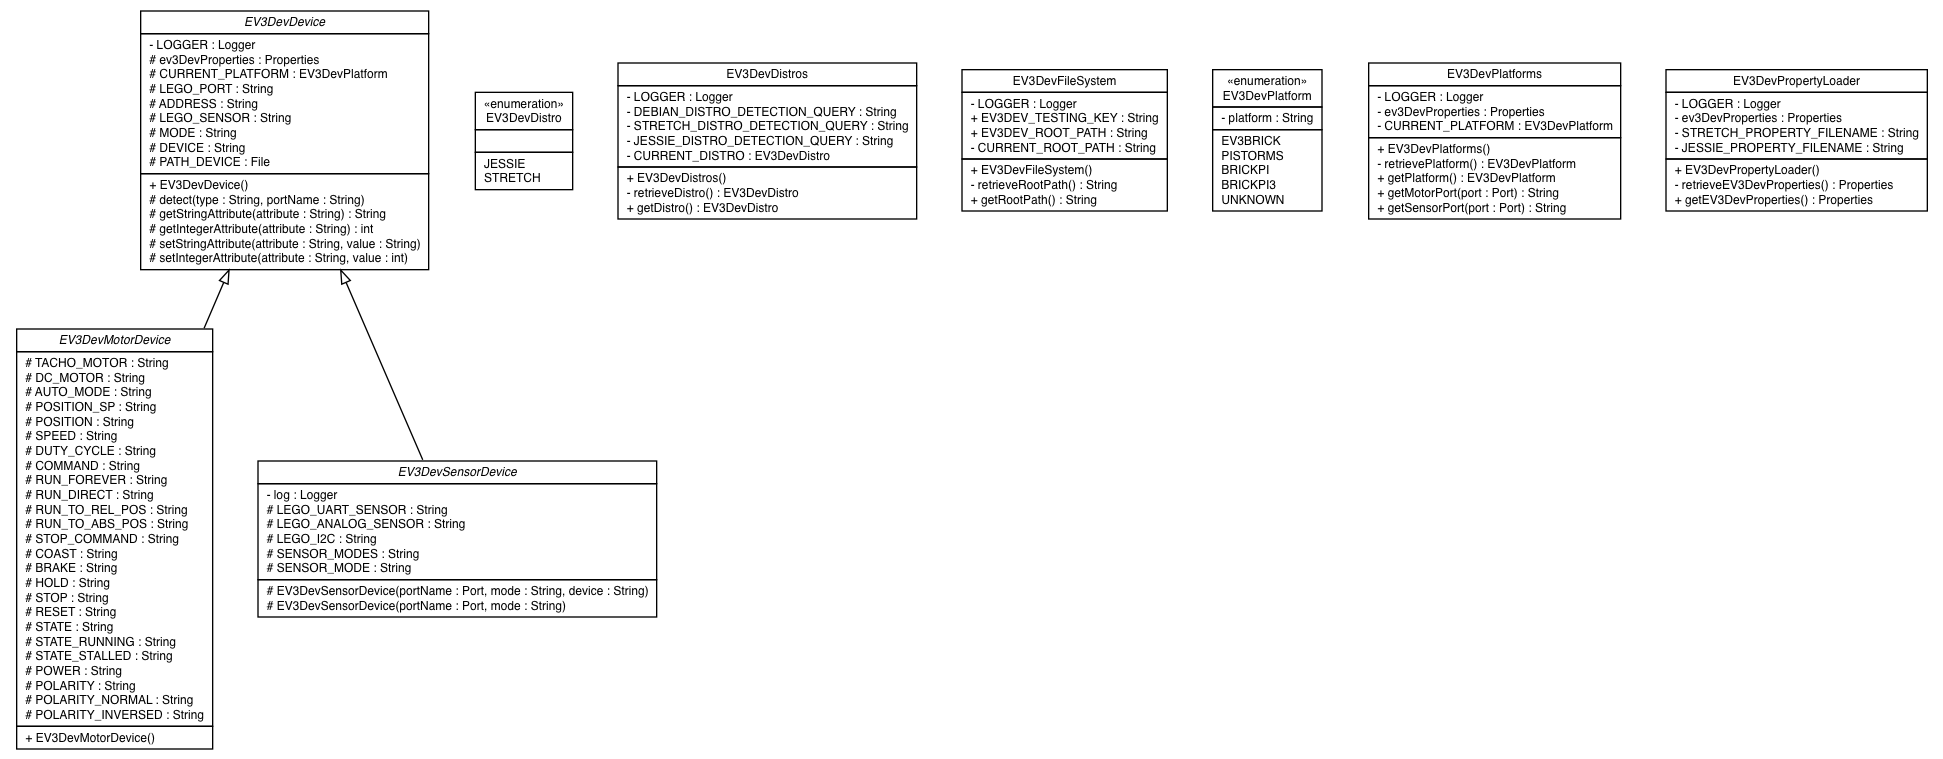 EV3DevDevice
- LOGGER : Logger
# ev3DevProperties : Properties
# CURRENT_PLATFORM : EV3DevPlatform
# LEGO_PORT : String
# ADDRESS : String
# LEGO_SENSOR : String
# MODE : String
# DEVICE : String
# PATH_DEVICE : File
+ EV3DevDevice()
# detect(type : String, portName : String)
# getStringAttribute(attribute : String) : String
# getIntegerAttribute(attribute : String) : int
# setStringAttribute(attribute : String, value : String)
# setIntegerAttribute(attribute : String, value : int)
«enumeration»
EV3DevDistro
JESSIE
STRETCH
EV3DevDistros
- LOGGER : Logger
- DEBIAN_DISTRO_DETECTION_QUERY : String
- STRETCH_DISTRO_DETECTION_QUERY : String
- JESSIE_DISTRO_DETECTION_QUERY : String
- CURRENT_DISTRO : EV3DevDistro
+ EV3DevDistros()
- retrieveDistro() : EV3DevDistro
+ getDistro() : EV3DevDistro
EV3DevFileSystem
- LOGGER : Logger
+ EV3DEV_TESTING_KEY : String
+ EV3DEV_ROOT_PATH : String
- CURRENT_ROOT_PATH : String
+ EV3DevFileSystem()
- retrieveRootPath() : String
+ getRootPath() : String
«enumeration»
EV3DevPlatform
- platform : String
EV3BRICK
PISTORMS
BRICKPI
BRICKPI3
UNKNOWN
EV3DevPlatforms
- LOGGER : Logger
- ev3DevProperties : Properties
- CURRENT_PLATFORM : EV3DevPlatform
+ EV3DevPlatforms()
- retrievePlatform() : EV3DevPlatform
+ getPlatform() : EV3DevPlatform
+ getMotorPort(port : Port) : String
+ getSensorPort(port : Port) : String
EV3DevPropertyLoader
- LOGGER : Logger
- ev3DevProperties : Properties
- STRETCH_PROPERTY_FILENAME : String
- JESSIE_PROPERTY_FILENAME : String
+ EV3DevPropertyLoader()
- retrieveEV3DevProperties() : Properties
+ getEV3DevProperties() : Properties
EV3DevMotorDevice
# TACHO_MOTOR : String
# DC_MOTOR : String
# AUTO_MODE : String
# POSITION_SP : String
# POSITION : String
# SPEED : String
# DUTY_CYCLE : String
# COMMAND : String
# RUN_FOREVER : String
# RUN_DIRECT : String
# RUN_TO_REL_POS : String
# RUN_TO_ABS_POS : String
# STOP_COMMAND : String
# COAST : String
# BRAKE : String
# HOLD : String
# STOP : String
# RESET : String
# STATE : String
# STATE_RUNNING : String
# STATE_STALLED : String
# POWER : String
# POLARITY : String
# POLARITY_NORMAL : String
# POLARITY_INVERSED : String
+ EV3DevMotorDevice()
EV3DevSensorDevice
- log : Logger
# LEGO_UART_SENSOR : String
# LEGO_ANALOG_SENSOR : String
# LEGO_I2C : String
# SENSOR_MODES : String
# SENSOR_MODE : String
# EV3DevSensorDevice(portName : Port, mode : String, device : String)
# EV3DevSensorDevice(portName : Port, mode : String)